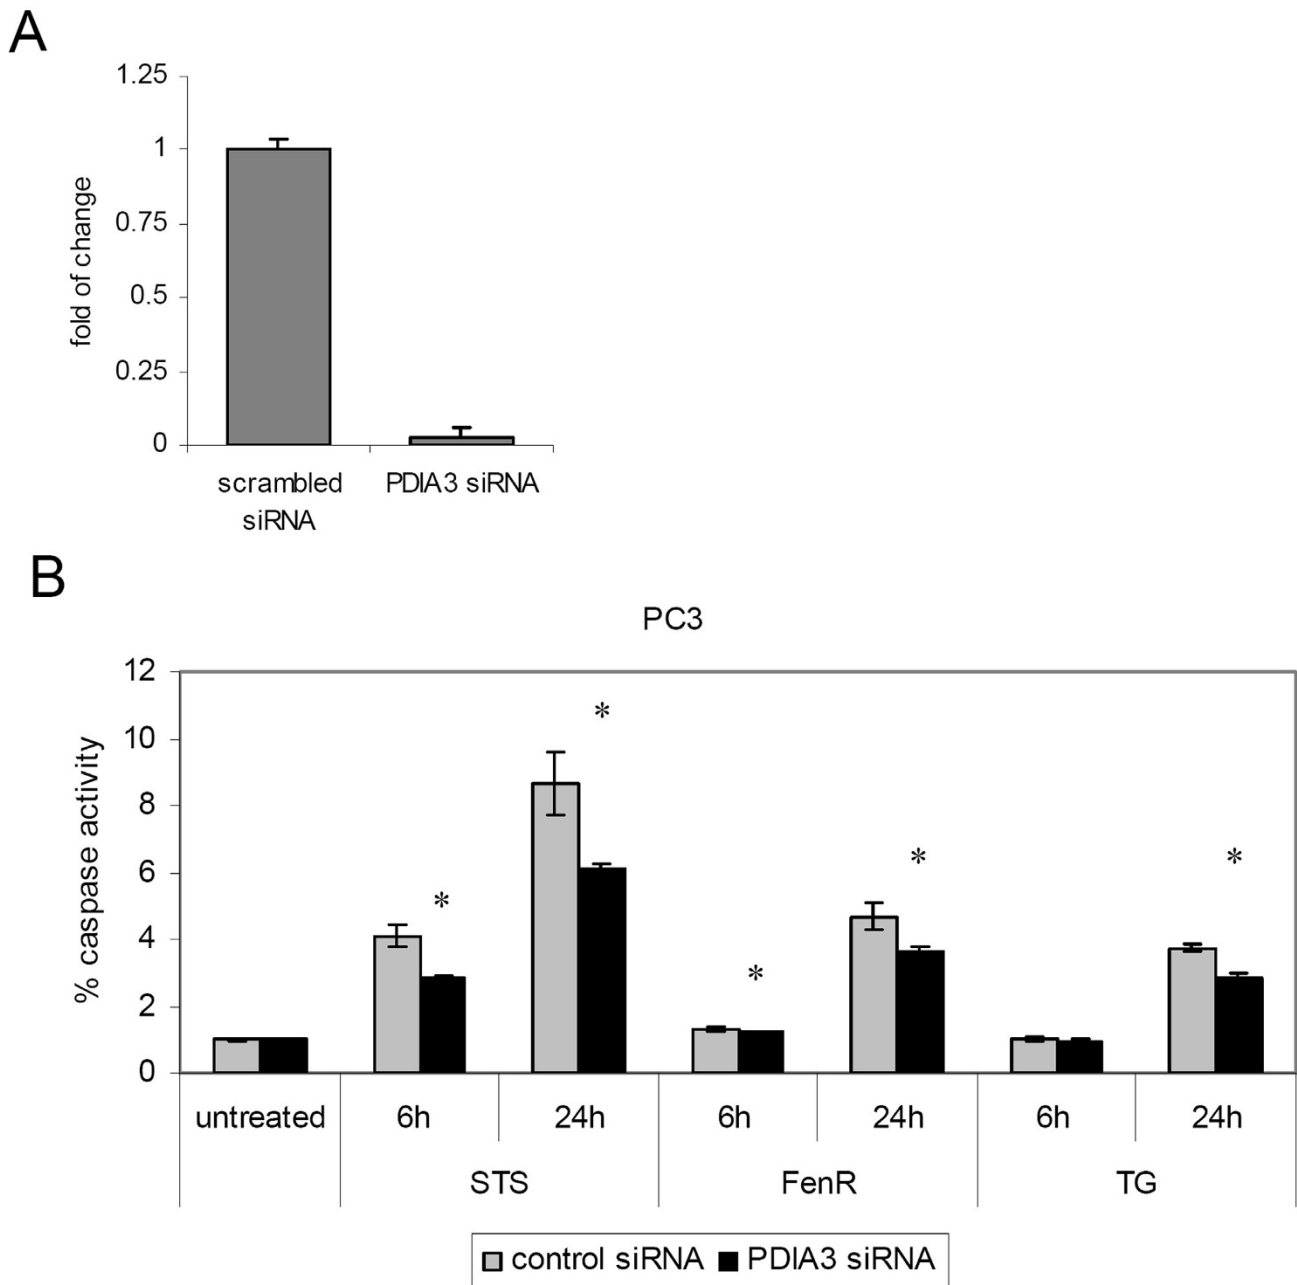 A
1.25
1
0.75
0.5
0.25
0
fold of change
scrambled
siRNA
PDIA3 siRNA
B
PC3
12
10
8
6
4
2
0
% caspase activity
*
*
*
*
*
untreated
6h
24h
6h
24h
6h
24h
STS
FenR
TG
control siRNA
PDIA3 siRNA